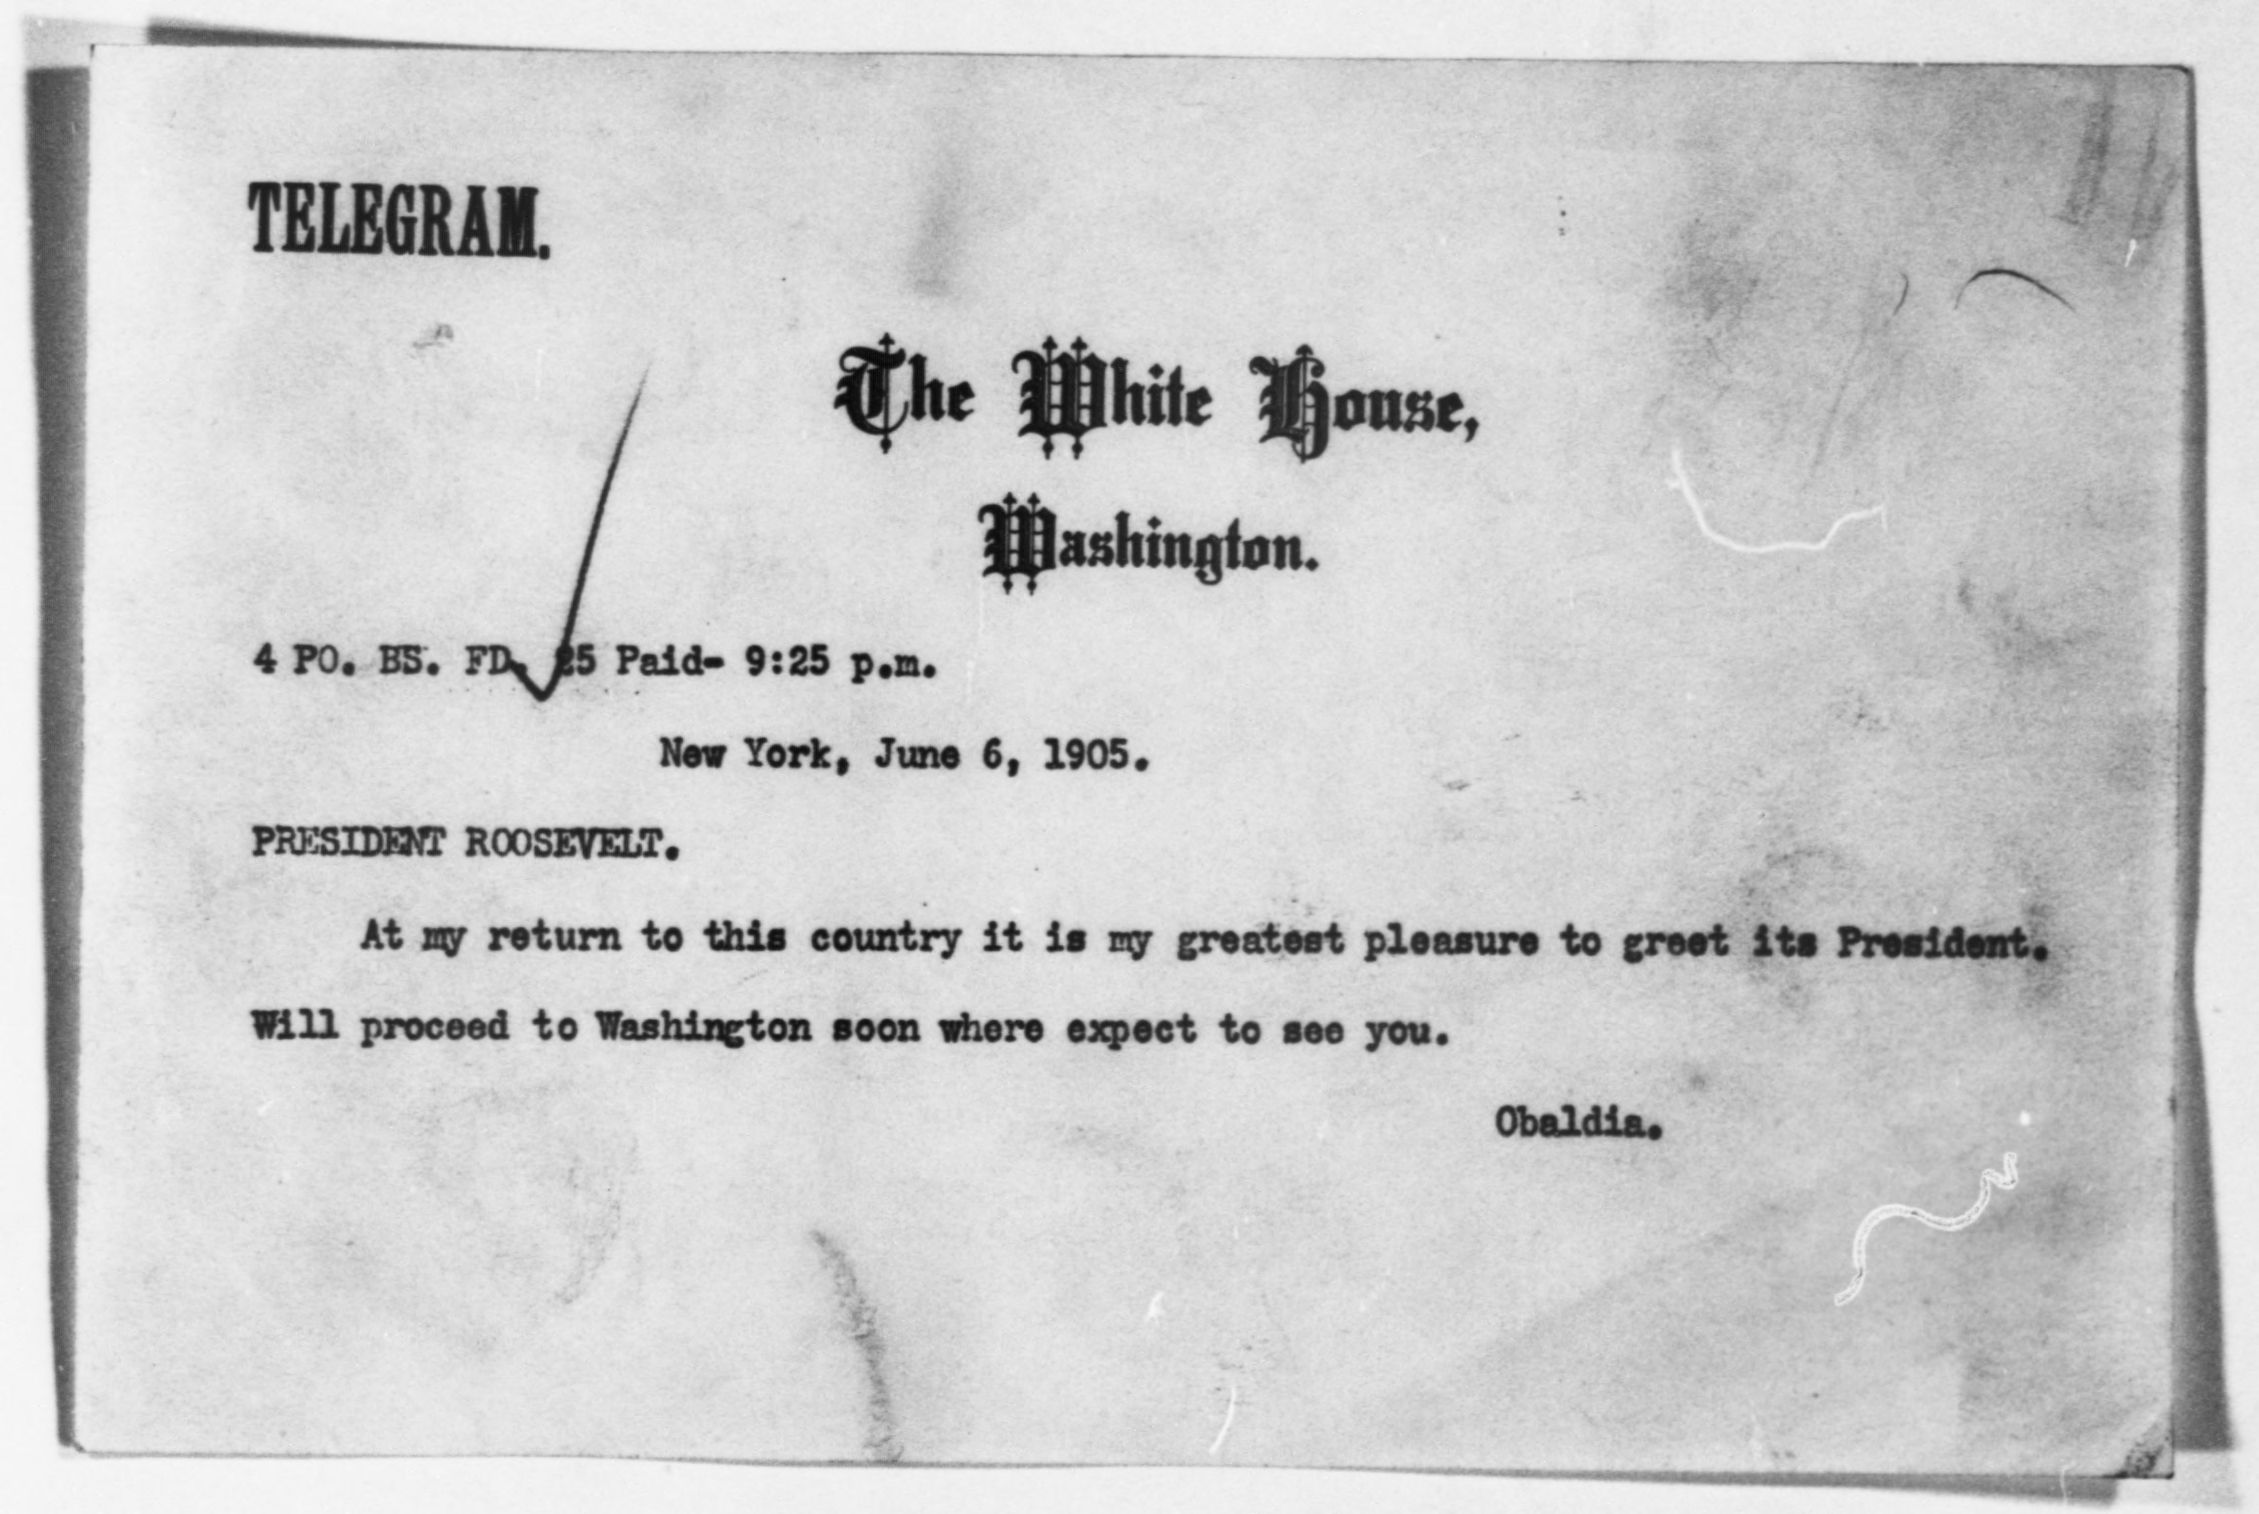 TELEGRAM.
The White House,
Washington.
4 PO. BS. FD. 25 Paid- 9:25 p.m.
New York, June 6, 1905.
PRESIDENT ROOSEVELT.
At my return to this country it is my greatest pleasure to greet its President.
Will proceed to Washington soon where expect to see you.
Obaldia.